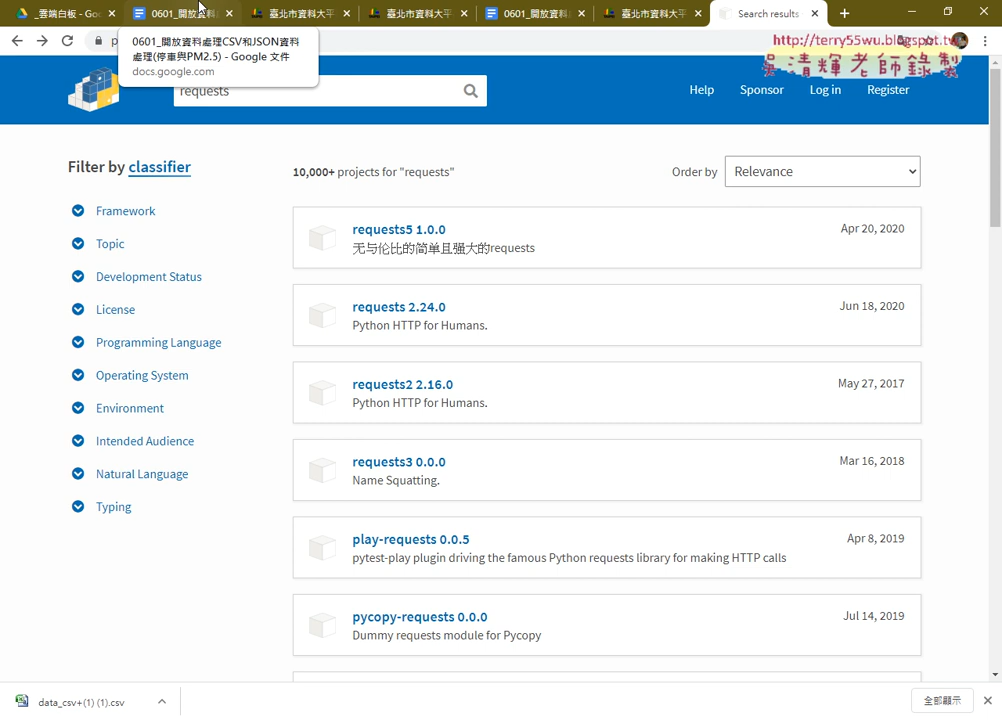 _雲端白板 - Goo
0601_開放資料
臺北市資料大平
臺北市資料大平
0601_開放資料
臺北市資料大平
Search results
http://terry55wu.blogspot.tw
吳清輝老師錄製
0601_開放資料處理CSV和JSON資料
處理(停車與PM2.5) - Google 文件
docs.google.com
requests
Help
Sponsor
Log in
Register
Filter by classifier
10,000+ projects for "requests"
Order by
Relevance
Framework
Topic
Development Status
License
Programming Language
Operating System
Environment
Intended Audience
Natural Language
Typing
requests5 1.0.0
Apr 20, 2020
无与伦比的简单且强大的requests
requests 2.24.0
Jun 18, 2020
Python HTTP for Humans.
requests2 2.16.0
May 27, 2017
Python HTTP for Humans.
requests3 0.0.0
Mar 16, 2018
Name Squatting.
play-requests 0.0.5
Apr 8, 2019
pytest-play plugin driving the famous Python requests library for making HTTP calls
pycopy-requests 0.0.0
Jul 14, 2019
Dummy requests module for Pycopy
data_csv+(1) (1).csv
全部顯示